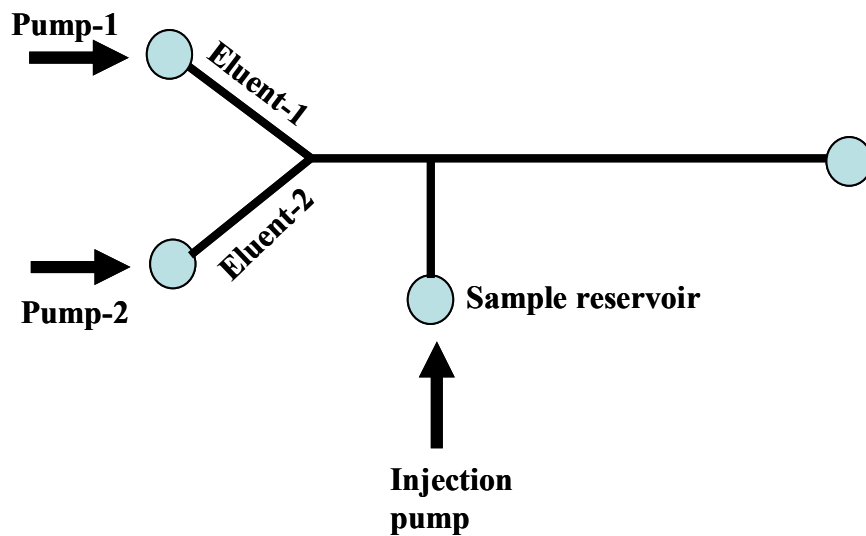 Pump-1
Eluent-1
Eluent-2
Pump-2
Sample reservoir
Injection
pump